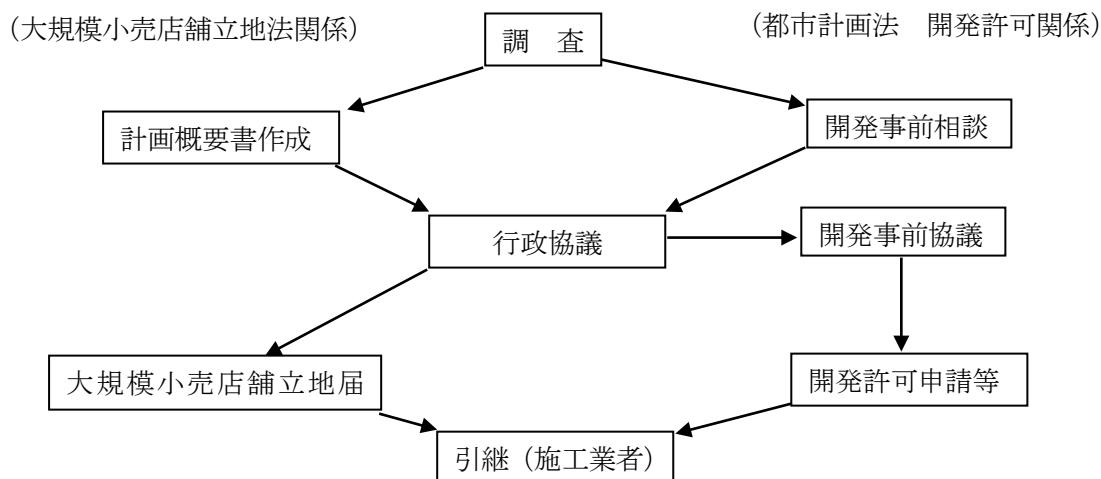 （大規模小売店舗立地法関係）
（都市計画法　開発許可関係）
調　査
計画概要書作成
開発事前相談
行政協議
開発事前協議
大規模小売店舗立地届
開発許可申請等
引継（施工業者）